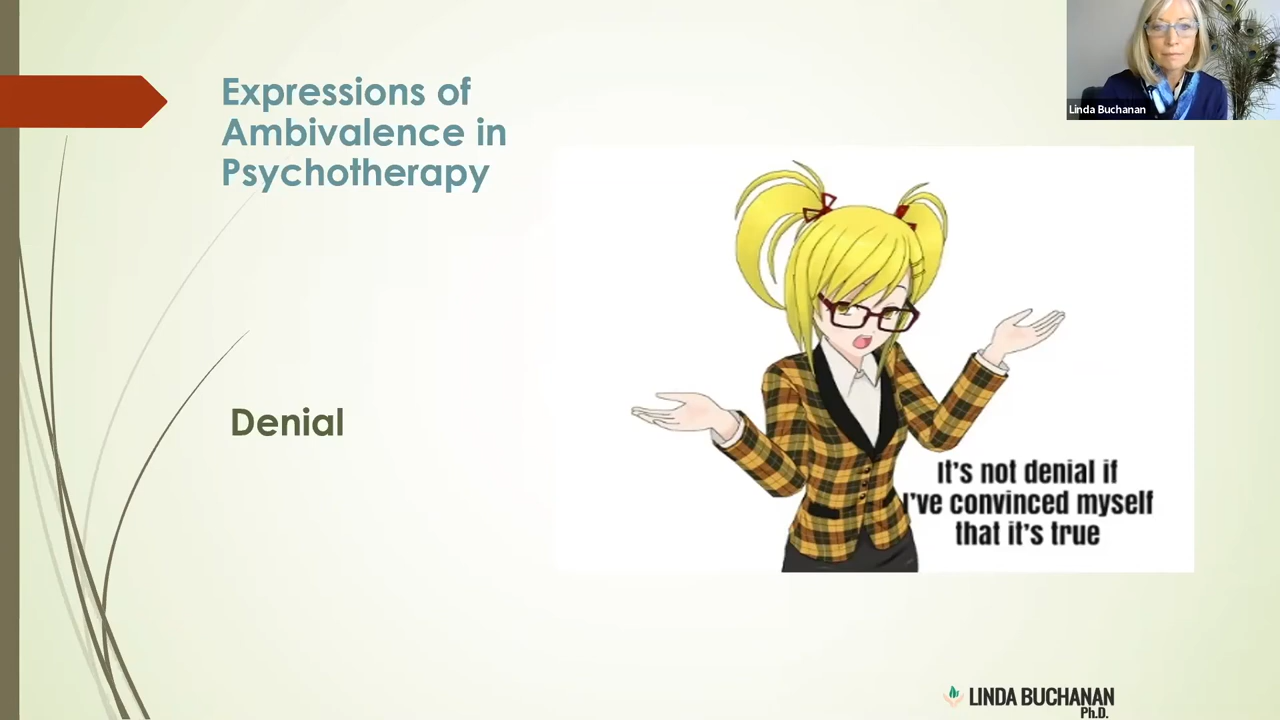 Expressions of
Ambivalence in
Psychotherapy
Linda Buchanan
Denial
It's not denial if
I've convinced myself
that it's true
LINDA BUCHANAN
Ph.D.